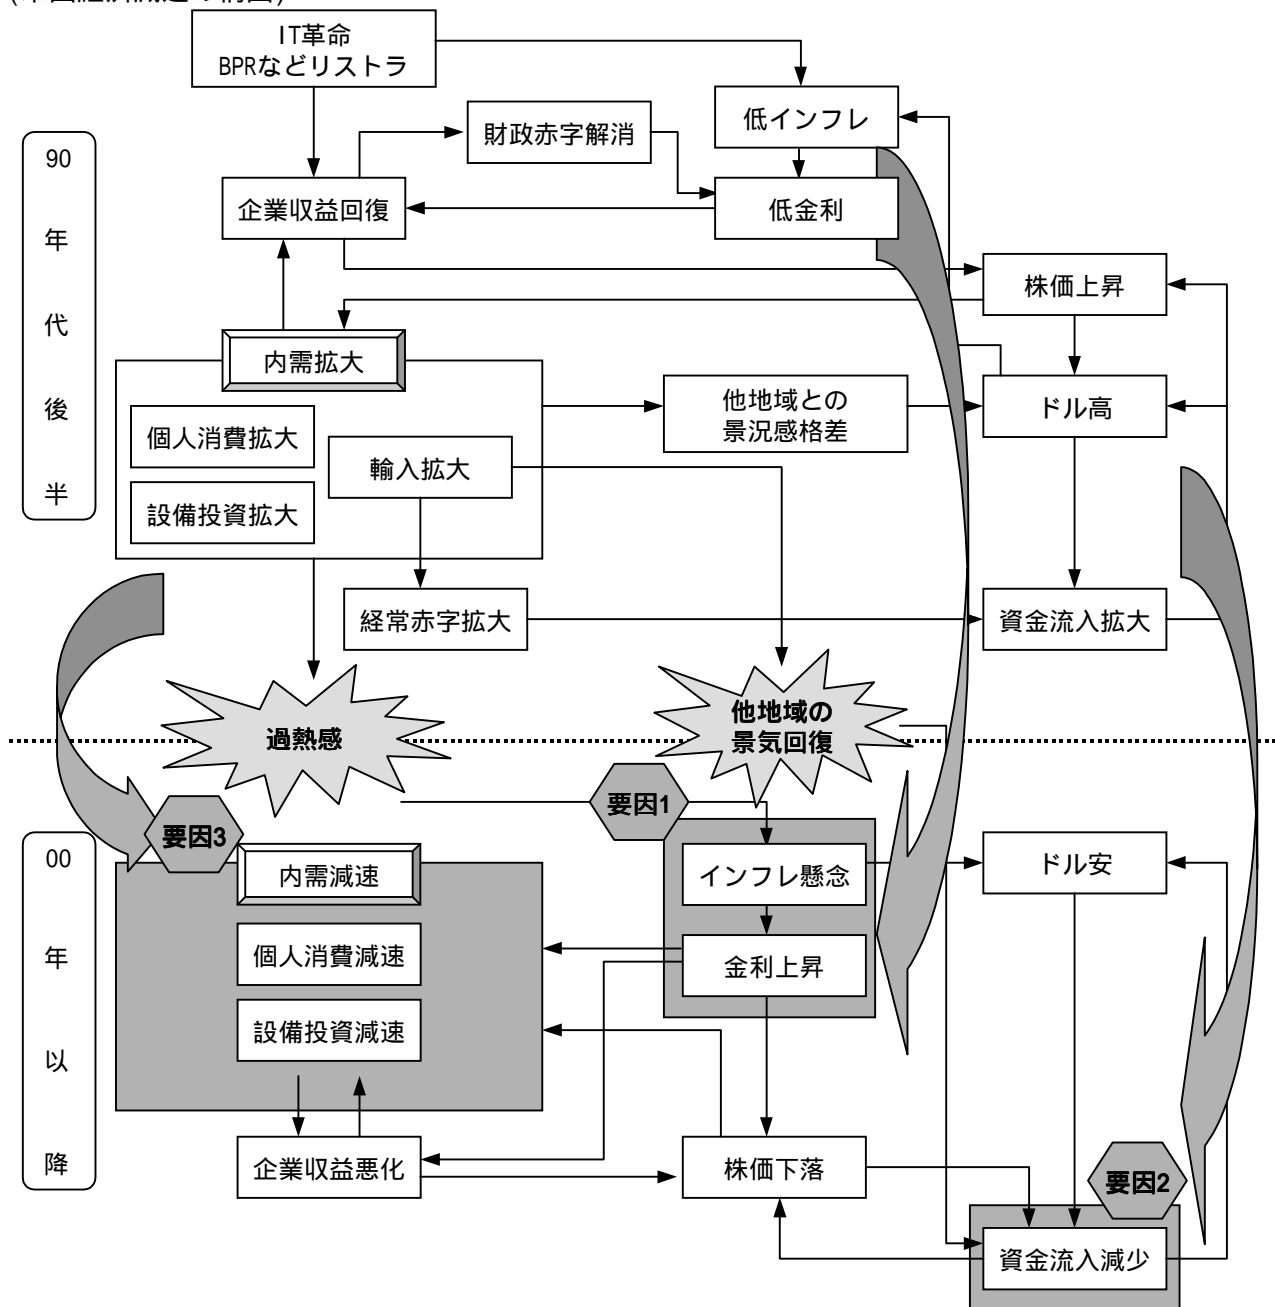 (米国経済減速の構図)
IT革命
BPRなどリストラ
低インフレ
財政赤字解消
90
年
代
後
半
企業収益回復
低金利
株価上昇
内需拡大
他地域との
景況感格差
ドル高
個人消費拡大
輸入拡大
設備投資拡大
経常赤字拡大
資金流入拡大
過熱感
他地域の
景気回復
要因1
要因3
00
年
以
降
内需減速
インフレ懸念
ドル安
個人消費減速
金利上昇
設備投資減速
企業収益悪化
株価下落
要因2
資金流入減少